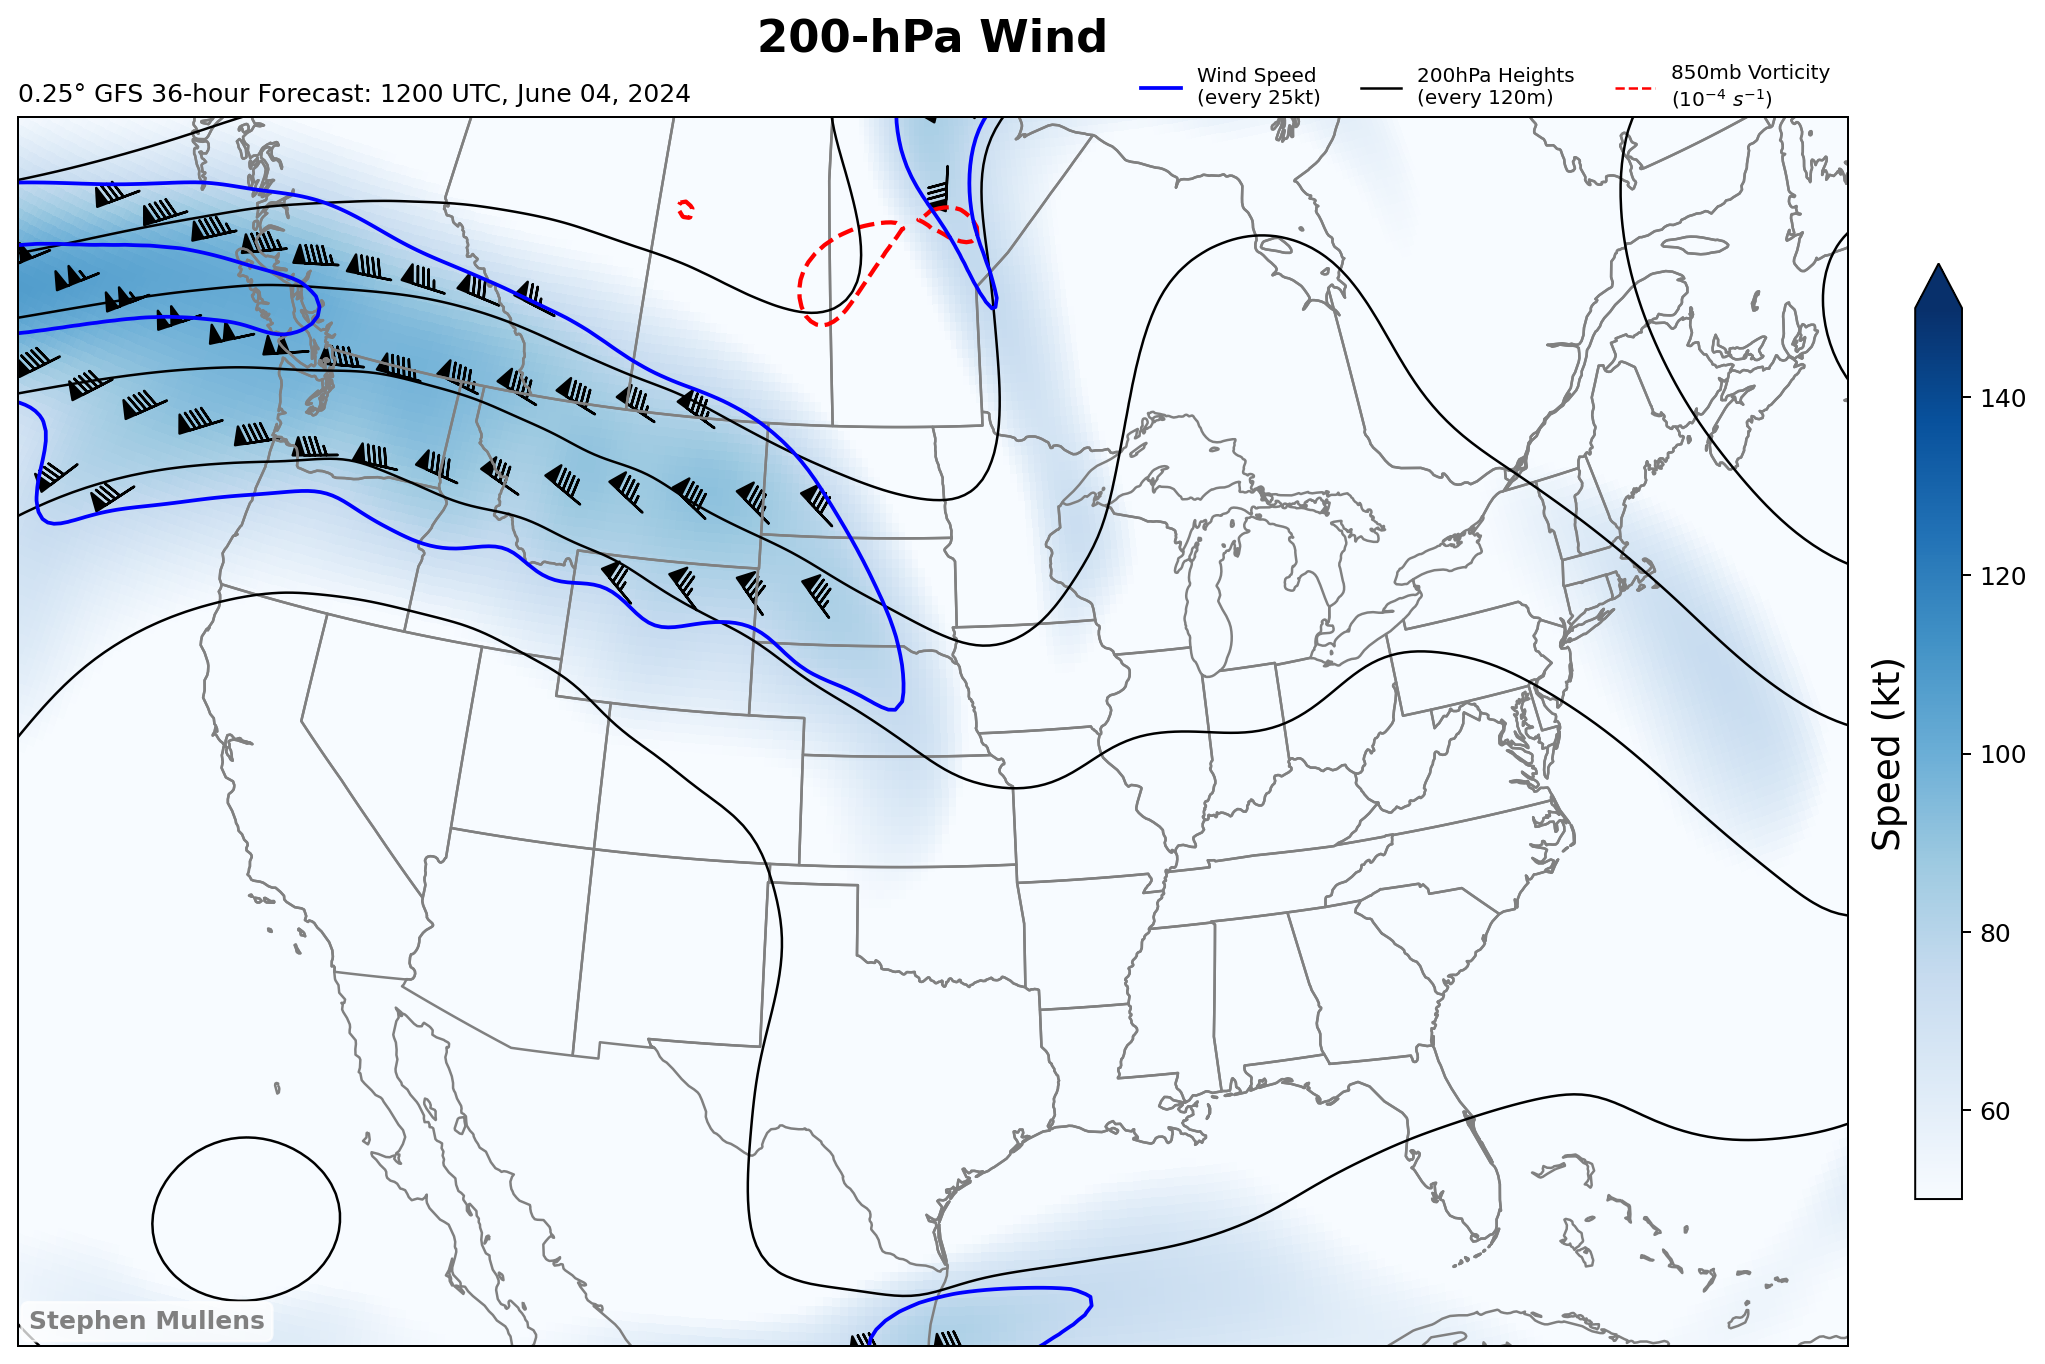 200-hPa Wind
0.25° GFS 36-hour Forecast: 1200 UTC, June 04, 2024
Wind Speed
(every 25kt)
200hPa Heights
(every 120m)
850mb Vorticity
(10⁻⁴ s⁻¹)
140
120
100
80
60
Speed (kt)
Stephen Mullens